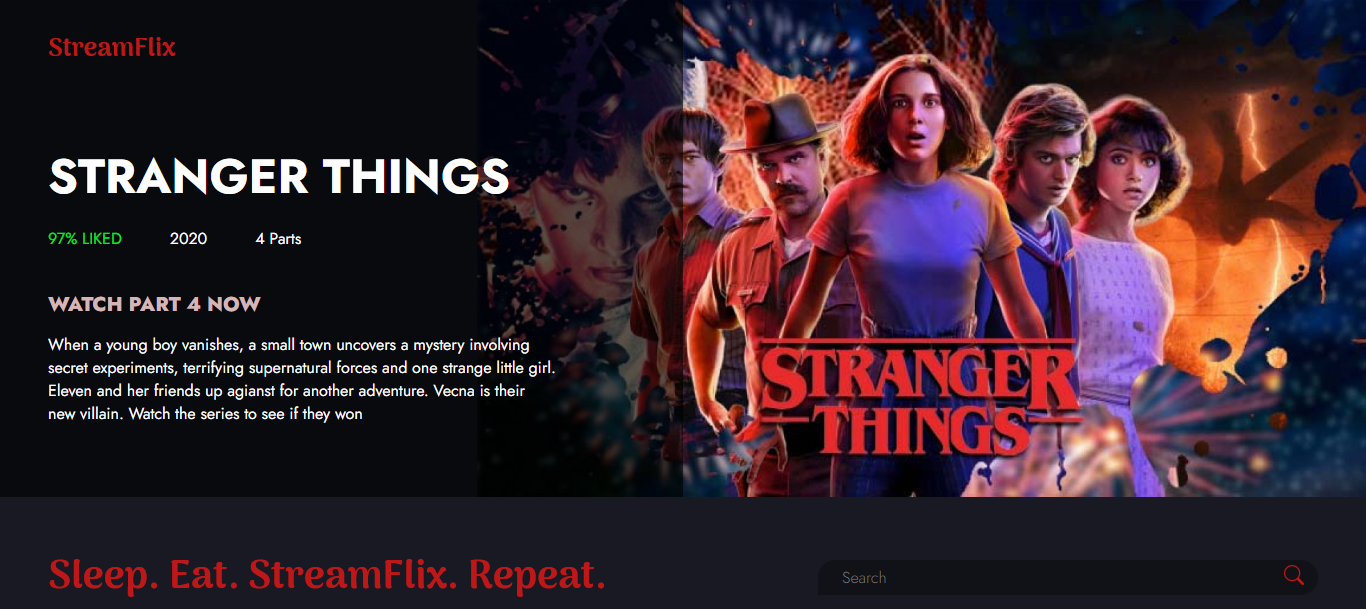 StreamFlix
STRANGER THINGS
97% LIKED 2020 4 Parts
WATCH PART 4 NOW
When a young boy vanishes, a small town uncovers a mystery involving
secret experiments, terrifying supernatural forces and one strange little girl.
Eleven and her friends up agianst for another adventure. Vecna is their
new villain. Watch the series to see if they won
STRANGER
THINGS
Sleep. Eat. StreamFlix. Repeat.
Search